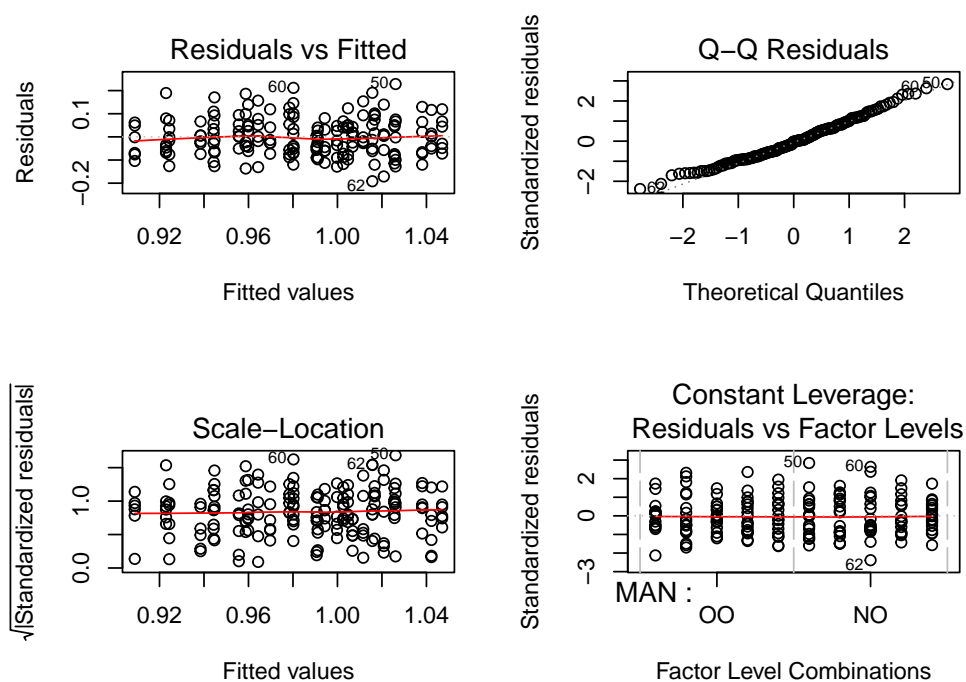 Residuals vs Fitted
Residuals
0.1
−0.2
60
50
62
0.92 0.96 1.00 1.04
Fitted values
Q−Q Residuals
Standardized residuals
2
0
−2
60
50
62
−2 −1 0 1 2
Theoretical Quantiles
Scale−Location
√|Standardized residuals|
1.0
0.0
60
62
50
0.92 0.96 1.00 1.04
Fitted values
Constant Leverage:
Residuals vs Factor Levels
Standardized residuals
2
0
−3
50
60
62
MAN :
OO NO
Factor Level Combinations